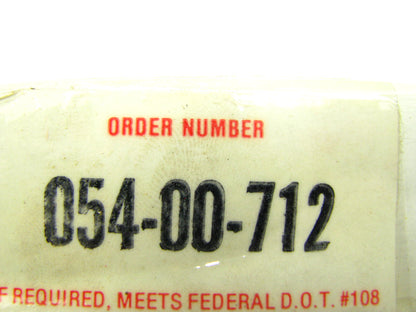 ORDER NUMBER
054-00-712
F REQUIRED, MEETS FEDERAL D.O.T. #108